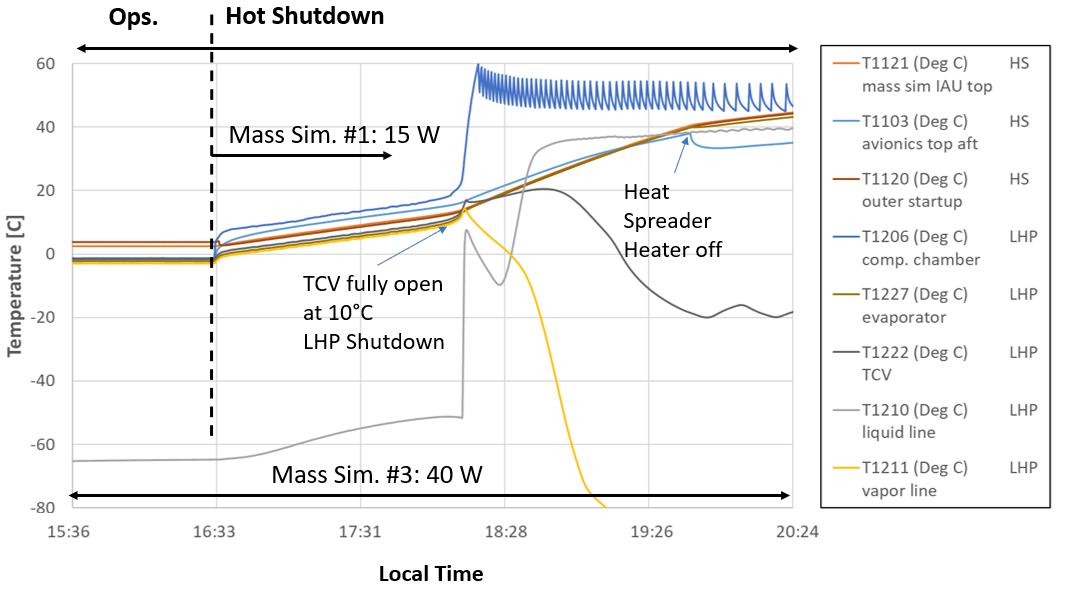 Ops.
Hot Shutdown
60
40
20
0
-20
-40
-60
-80
Temperature [C]
Mass Sim. #1: 15 W
TCV fully open
at 10°C
LHP Shutdown
Heat
Spreader
Heater off
Mass Sim. #3: 40 W
15:36
16:33
17:31
18:28
19:26
20:24
Local Time
T1121 (Deg C) HS
mass sim IAU top
T1103 (Deg C) HS
avionics top aft
T1120 (Deg C) HS
outer startup
T1206 (Deg C) LHP
comp. chamber
T1227 (Deg C) LHP
evaporator
T1222 (Deg C) LHP
TCV
T1210 (Deg C) LHP
liquid line
T1211 (Deg C) LHP
vapor line